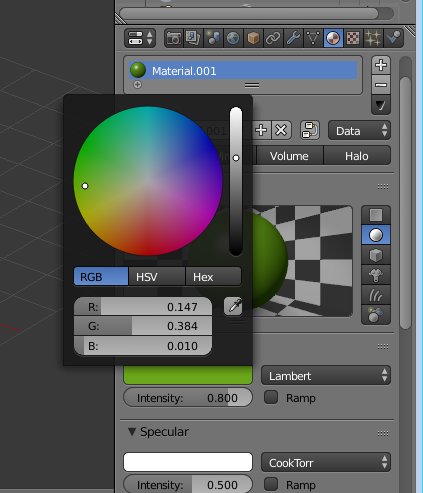 Material.001
Data
Volume
Halo
RGB HSV Hex
R: 0.147
G: 0.384
B: 0.010
Lambert
Intensity: 0.800 Ramp
Specular
CookTorr
Intensity: 0.500 Ramp